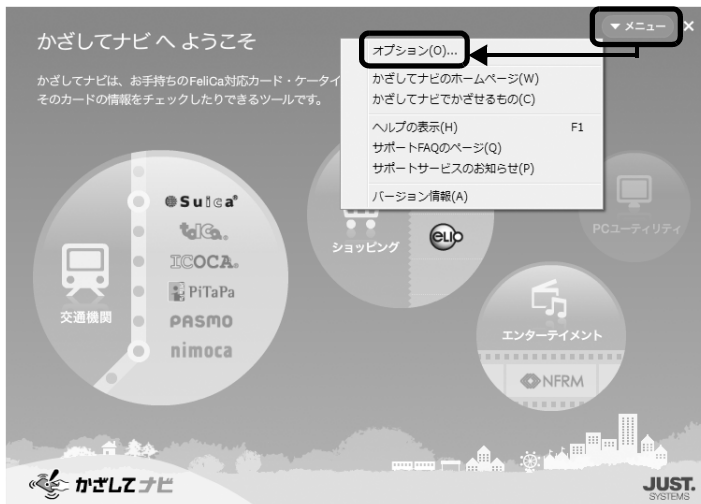 かざしてナビ へ ようこそ
▼ メニュー ×
かざしてナビは、お手持ちのFeliCa対応カード・ケータイ
そのカードの情報をチェックしたりできるツールです。
オプション(O)...
かざしてナビのホームページ(W)
かざしてナビでかざせるもの(C)
ヘルプの表示(H) F1
サポートFAQのページ(Q)
サポートサービスのお知らせ(P)
バージョン情報(A)
交通機関
Suica
TOICA
ICOCA
PiTaPa
PASMO
nimoca
ショッピング
eLIO
PCユーティリティ
エンターテイメント
NFRM
かざしてナビ
JUST.
SYSTEMS